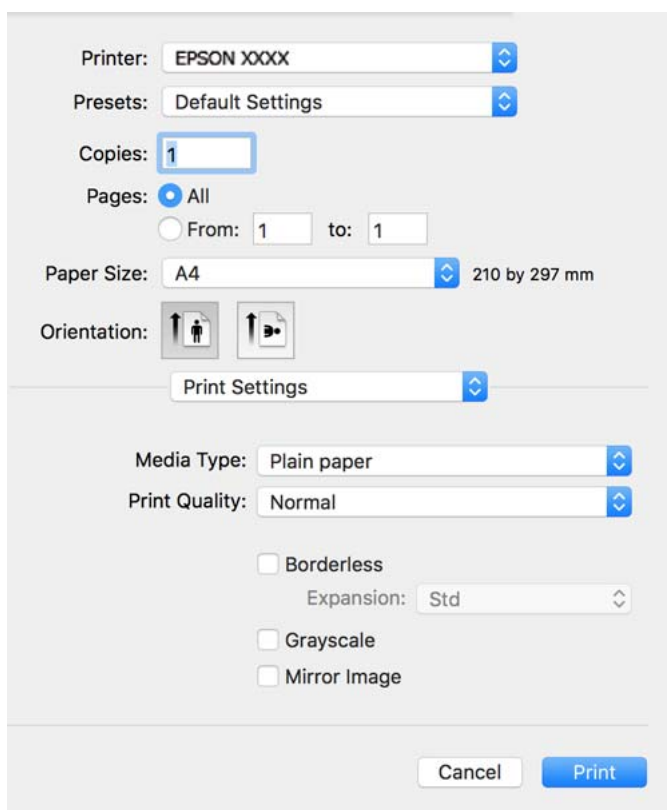 Printer: EPSON XXXX
Presets: Default Settings
Copies: 1
Pages: All
From: 1 to: 1
Paper Size: A4 210 by 297 mm
Orientation:
Print Settings
Media Type: Plain paper
Print Quality: Normal
Borderless
Expansion: Std
Grayscale
Mirror Image
Cancel Print